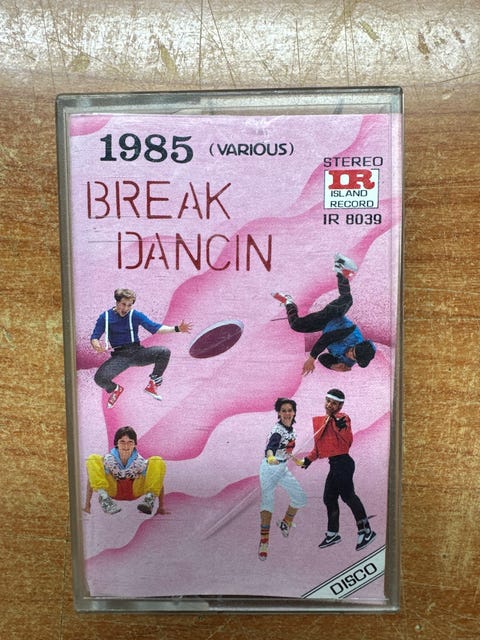 1985 (VARIOUS)
STEREO
IR
ISLAND
RECORD
IR 8039
BREAK
DANCIN
DISCO